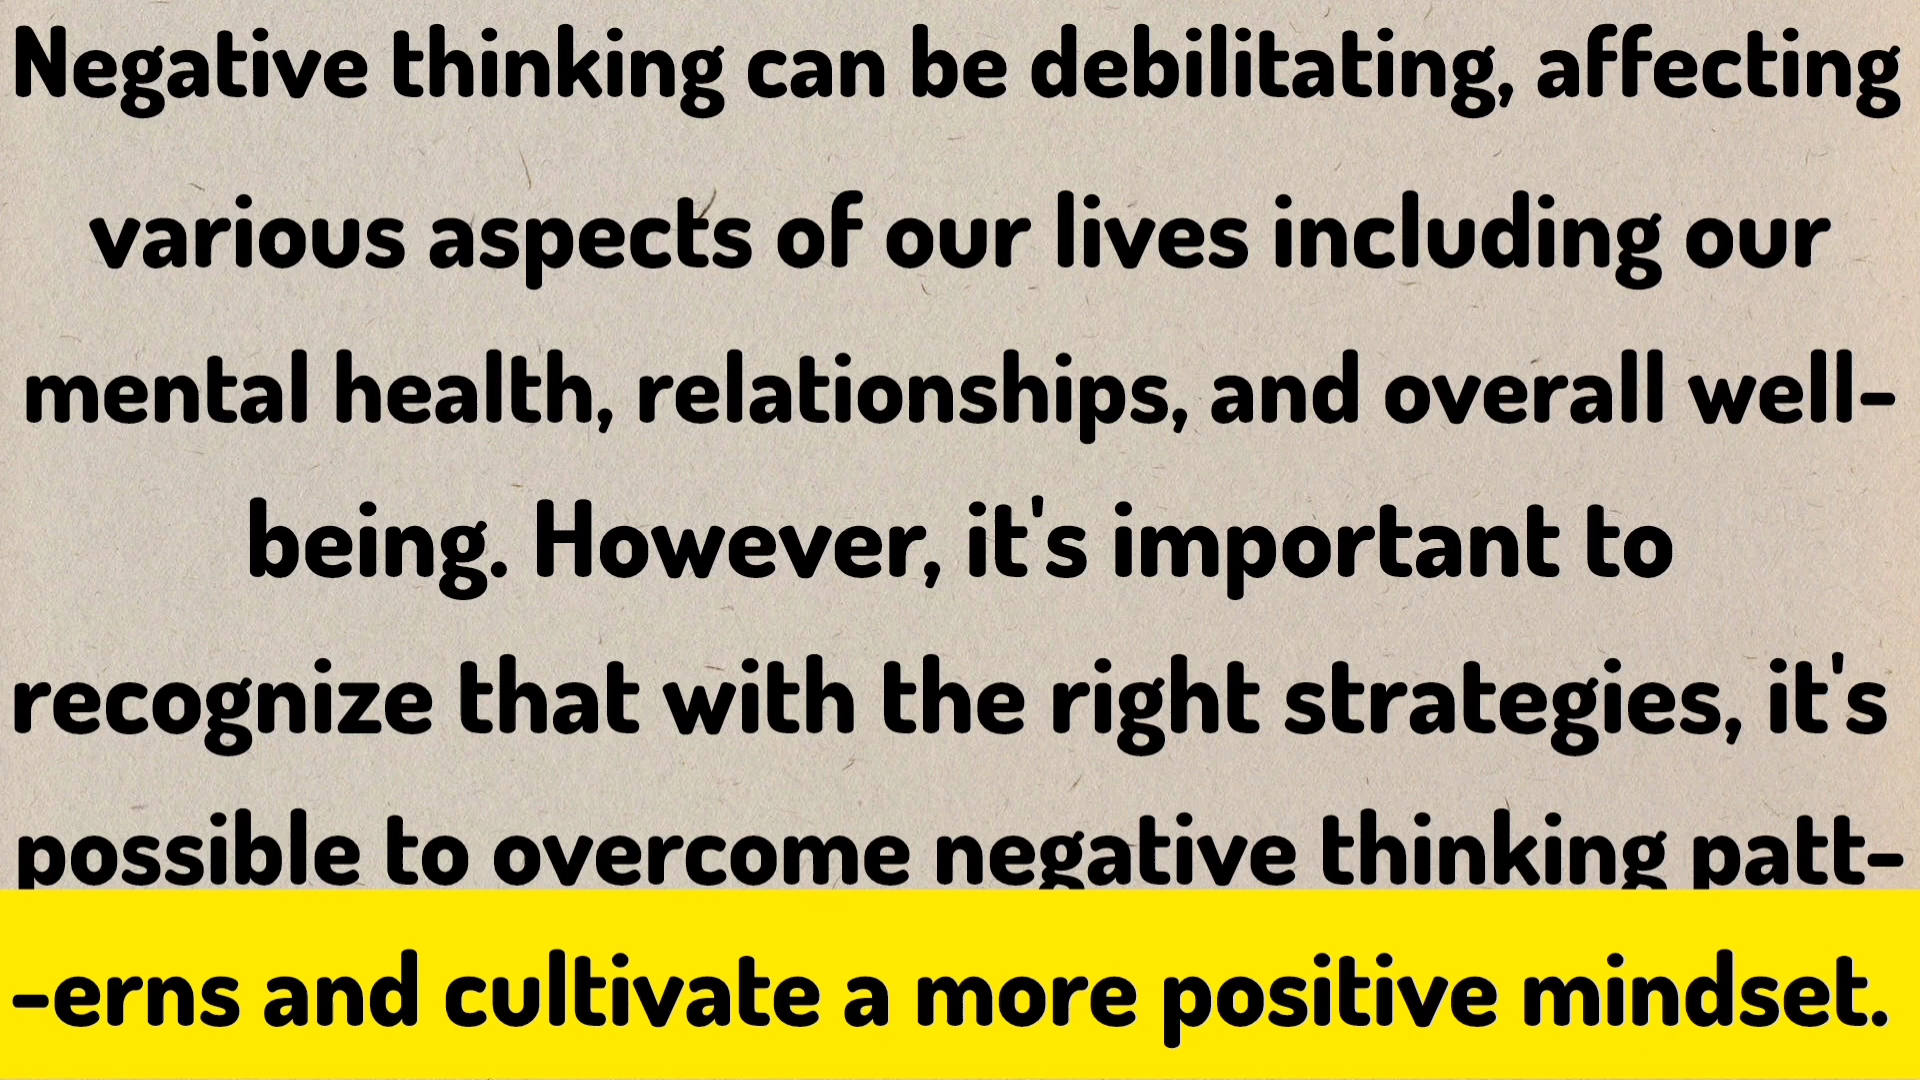 Negative thinking can be debilitating, affecting
various aspects of our lives including our
mental health, relationships, and overall well-
being. However, it's important to
recognize that with the right strategies, it's
possible to overcome negative thinking patt-
-erns and cultivate a more positive mindset.